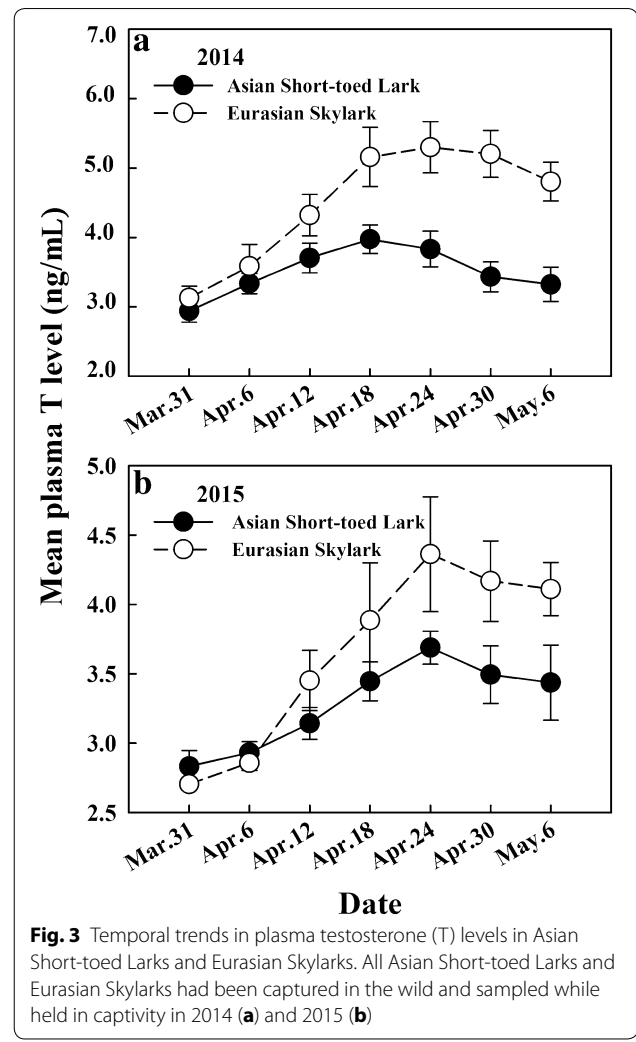 Mean plasma T level (ng/mL)
a
2014
Asian Short-toed Lark
Eurasian Skylark
7.0
6.0
5.0
4.0
3.0
2.0
Mar.31 Apr.6 Apr.12 Apr.18 Apr.24 Apr.30 May.6
b
2015
Asian Short-toed Lark
Eurasian Skylark
5.0
4.5
4.0
3.5
3.0
2.5
Mar.31 Apr.6 Apr.12 Apr.18 Apr.24 Apr.30 May.6
Date
Fig. 3 Temporal trends in plasma testosterone (T) levels in Asian
Short-toed Larks and Eurasian Skylarks. All Asian Short-toed Larks and
Eurasian Skylarks had been captured in the wild and sampled while
held in captivity in 2014 (a) and 2015 (b)